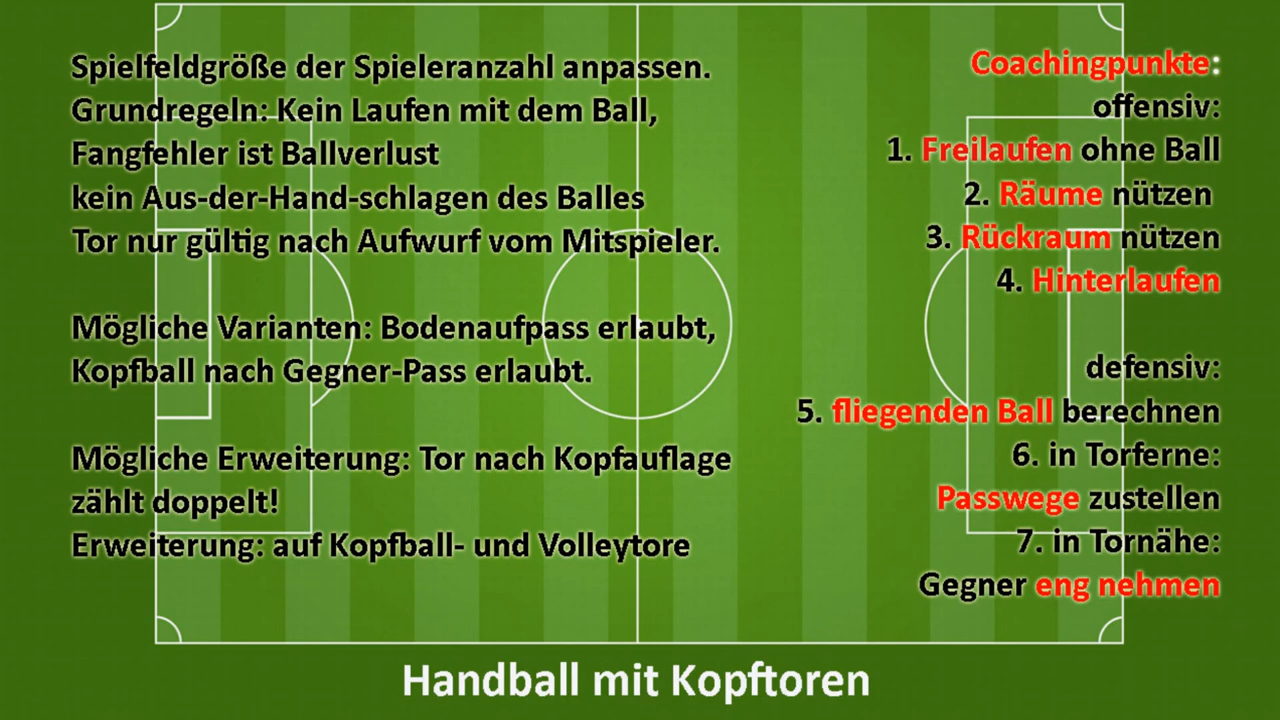 Spielfeldgröße der Spieleranzahl anpassen.
Grundregeln: Kein Laufen mit dem Ball,
Fangfehler ist Ballverlust
kein Aus-der-Hand-schlagen des Balles
Tor nur gültig nach Aufwurf vom Mitspieler.
Mögliche Varianten: Bodenaufpass erlaubt,
Kopfball nach Gegner-Pass erlaubt.
Mögliche Erweiterung: Tor nach Kopfauflage
zählt doppelt!
Erweiterung: auf Kopfball- und Volleytore
Coachingpunkte:
offensiv:
1. Freilaufen ohne Ball
2. Räume nützen
3. Rückraum nützen
4. Hinterlaufen
defensiv:
5. fliegenden Ball berechnen
6. in Torferne:
Passwege zustellen
7. in Tornähe:
Gegner eng nehmen
Handball mit Kopftoren